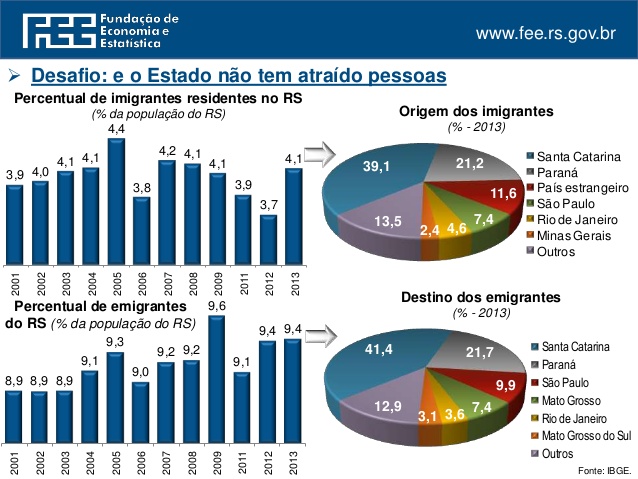 FEE
Fundação de
Economia e
Estatística
www.fee.rs.gov.br
Desafio: e o Estado não tem atraído pessoas
Percentual de imigrantes residentes no RS
(% da população do RS)
3,9 4,0 4,1 4,1 4,4 3,8 4,2 4,1 4,1 3,9 3,7 4,1
2001 2002 2003 2004 2005 2006 2007 2008 2009 2011 2012 2013
Origem dos imigrantes
(% - 2013)
39,1
21,2
11,6
7,4
4,6
2,4
13,5
Santa Catarina
Paraná
País estrangeiro
São Paulo
Rio de Janeiro
Minas Gerais
Outros
Percentual de emigrantes
do RS (% da população do RS)
8,9 8,9 8,9 9,1 9,3 9,0 9,2 9,2 9,6 9,1 9,4 9,4
2001 2002 2003 2004 2005 2006 2007 2008 2009 2011 2012 2013
Destino dos emigrantes
(% - 2013)
41,4
21,7
9,9
7,4
3,6
3,1
12,9
Santa Catarina
Paraná
São Paulo
Mato Grosso
Rio de Janeiro
Mato Grosso do Sul
Outros
Fonte: IBGE.